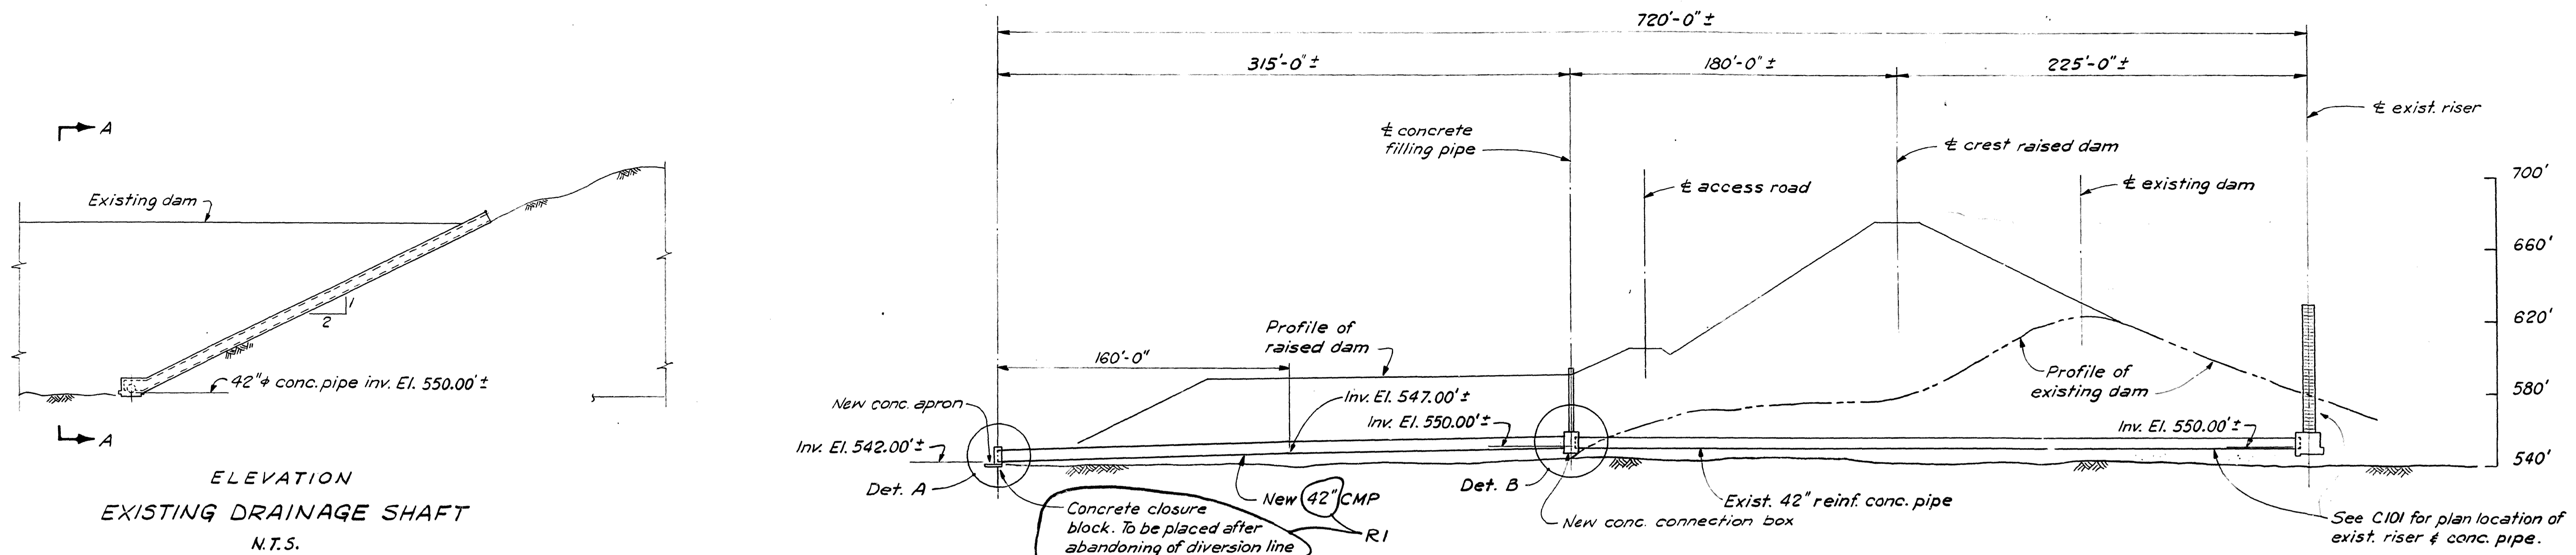 A
Existing dam
1
2
42"ϕ conc. pipe inv. El. 550.00'±
A
ELEVATION
EXISTING DRAINAGE SHAFT
N.T.S.
720'-0"±
315'-0"±
180'-0"±
225'-0"±
℄ exist. riser
℄ concrete
filling pipe
℄ crest raised dam
℄ access road
℄ existing dam
700'
660'
620'
580'
540'
Profile of
raised dam
160'-0"
Profile of
existing dam
New conc. apron
Inv. El. 547.00'±
Inv. El. 550.00'±
Inv. El. 550.00'±
Inv. El. 542.00'±
Det. A
Det. B
New 42" CMP
Exist. 42" reinf. conc. pipe
New conc. connection box
Concrete closure
block. To be placed after
abandoning of diversion line
R1
See C101 for plan location of
exist. riser & conc. pipe.